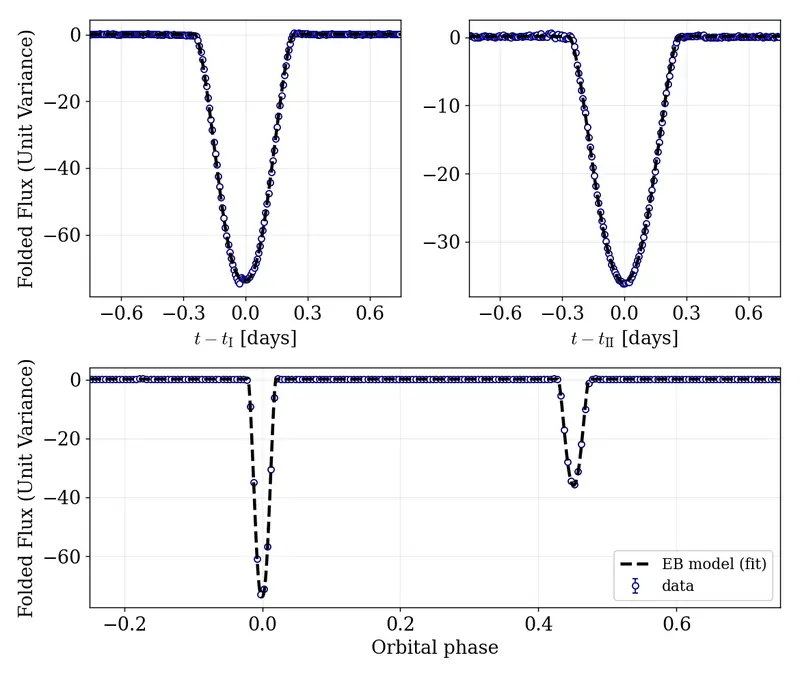 Folded Flux (Unit Variance)
0
−20
−40
−60
−0.6 −0.3 0.0 0.3 0.6
t − tI [days]
0
−10
−20
−30
−0.6 −0.3 0.0 0.3 0.6
t − tII [days]
Folded Flux (Unit Variance)
0
−20
−40
−60
−0.2 0.0 0.2 0.4 0.6
Orbital phase
EB model (fit)
data